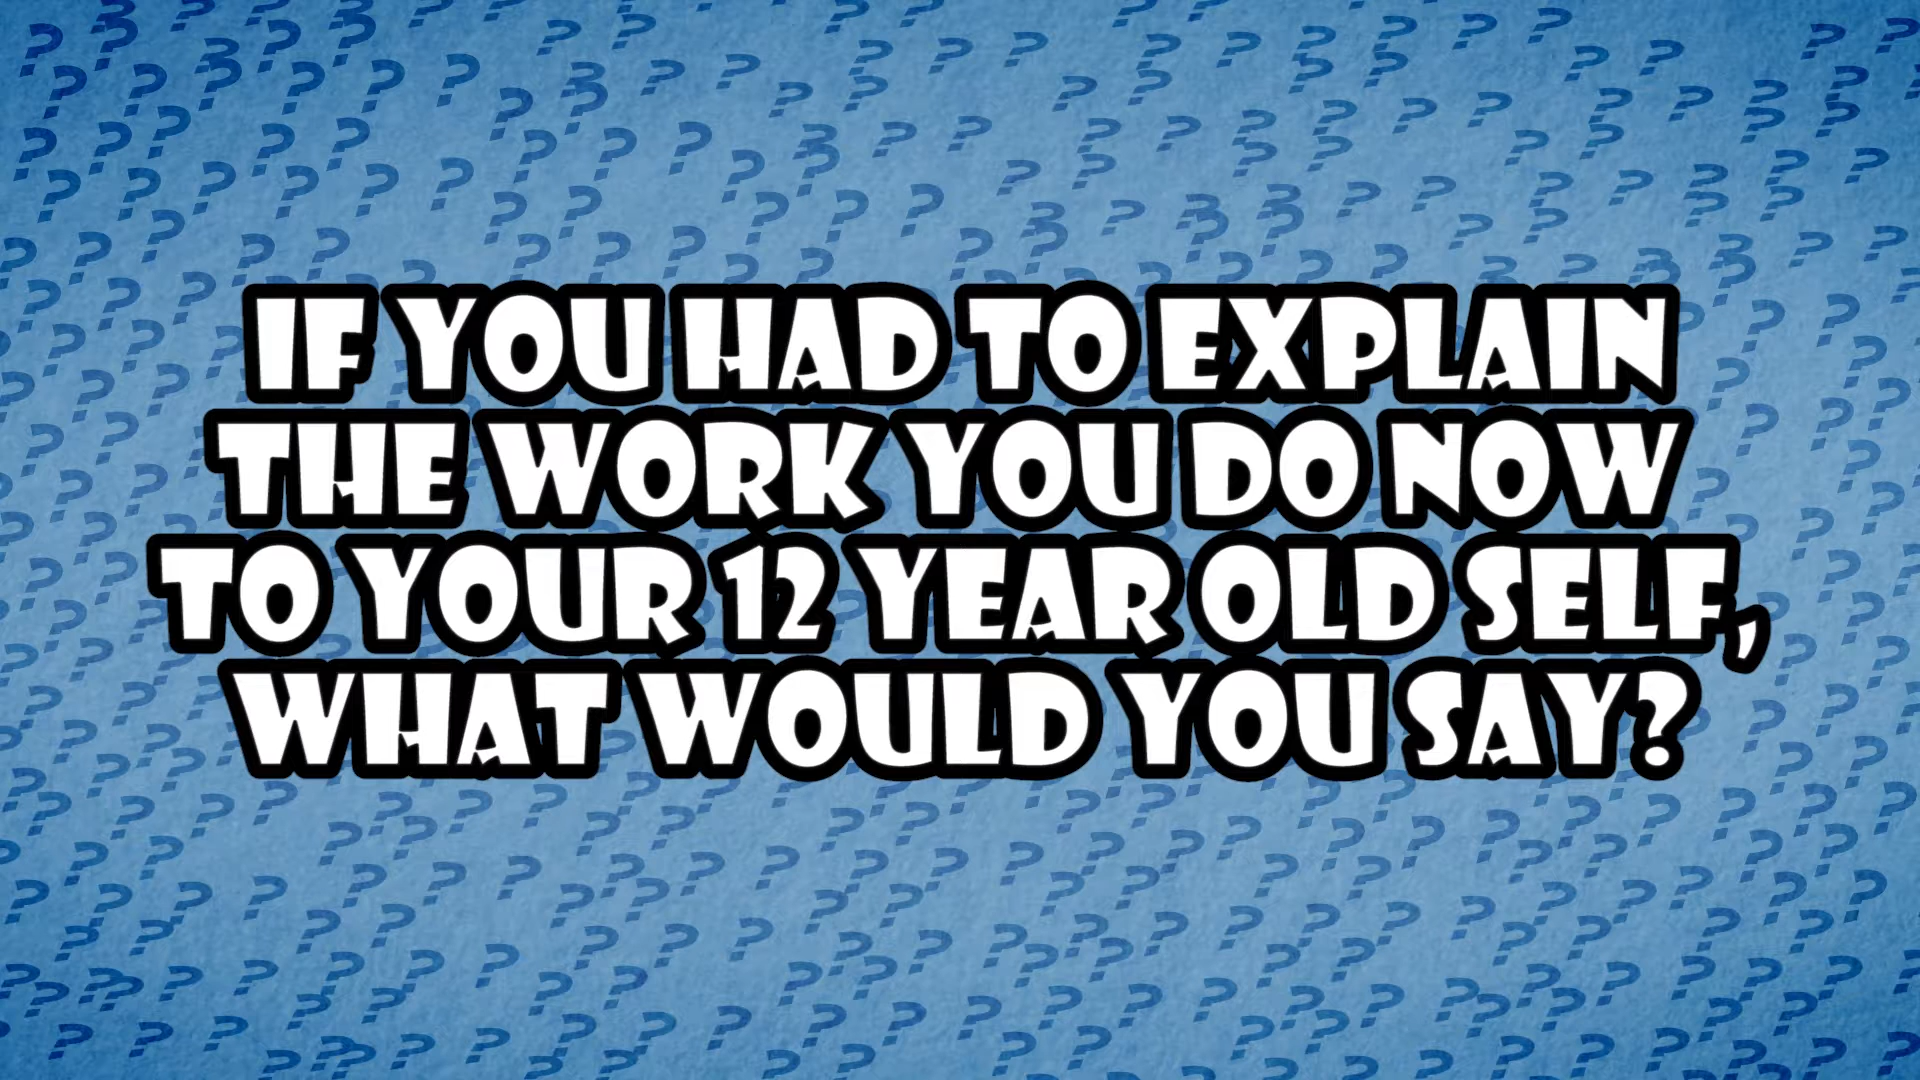 IF YOU HAD TO EXPLAIN
THE WORK YOU DO NOW
TO YOUR 12 YEAR OLD SELF,
WHAT WOULD YOU SAY?